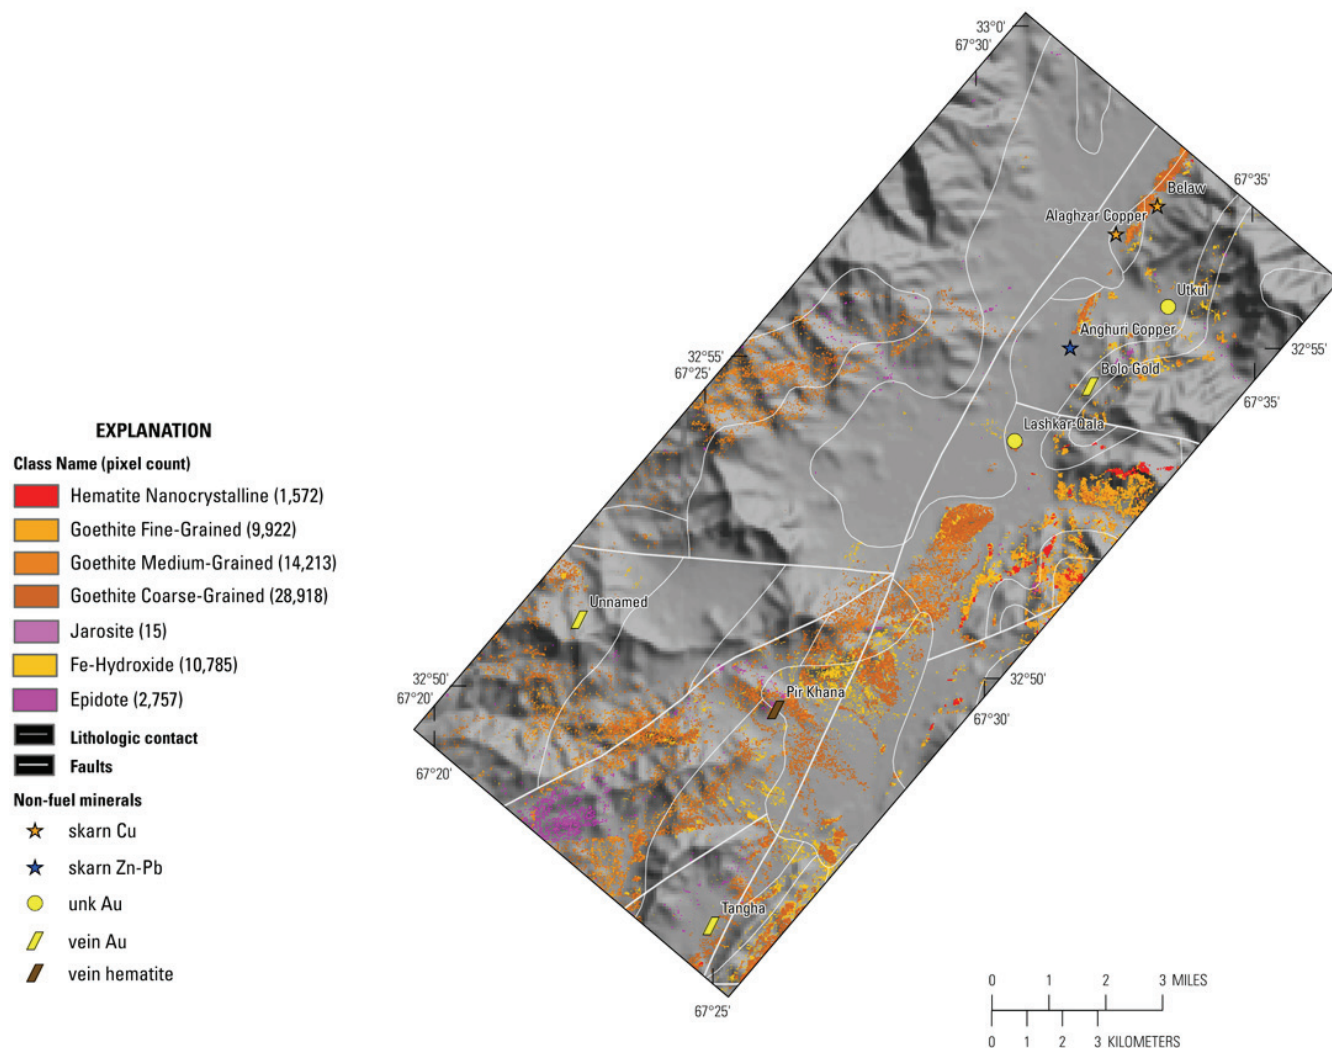 EXPLANATION
Class Name (pixel count)
Hematite Nanocrystalline (1,572)
Goethite Fine-Grained (9,922)
Goethite Medium-Grained (14,213)
Goethite Coarse-Grained (28,918)
Jarosite (15)
Fe-Hydroxide (10,785)
Epidote (2,757)
Lithologic contact
Faults
Non-fuel minerals
skarn Cu
skarn Zn-Pb
unk Au
vein Au
vein hematite
33°0'
67°30'
67°35'
Belaw
Alaghzar Copper
Utkul
Anghuri Copper
32°55'
32°55'
67°25'
Bolo Gold
67°35'
Lashkar-Qala
Unnamed
32°50'
67°20'
Pir Khana
32°50'
67°30'
67°20'
Tangha
67°25'
0 1 2 3 MILES
0 1 2 3 KILOMETERS